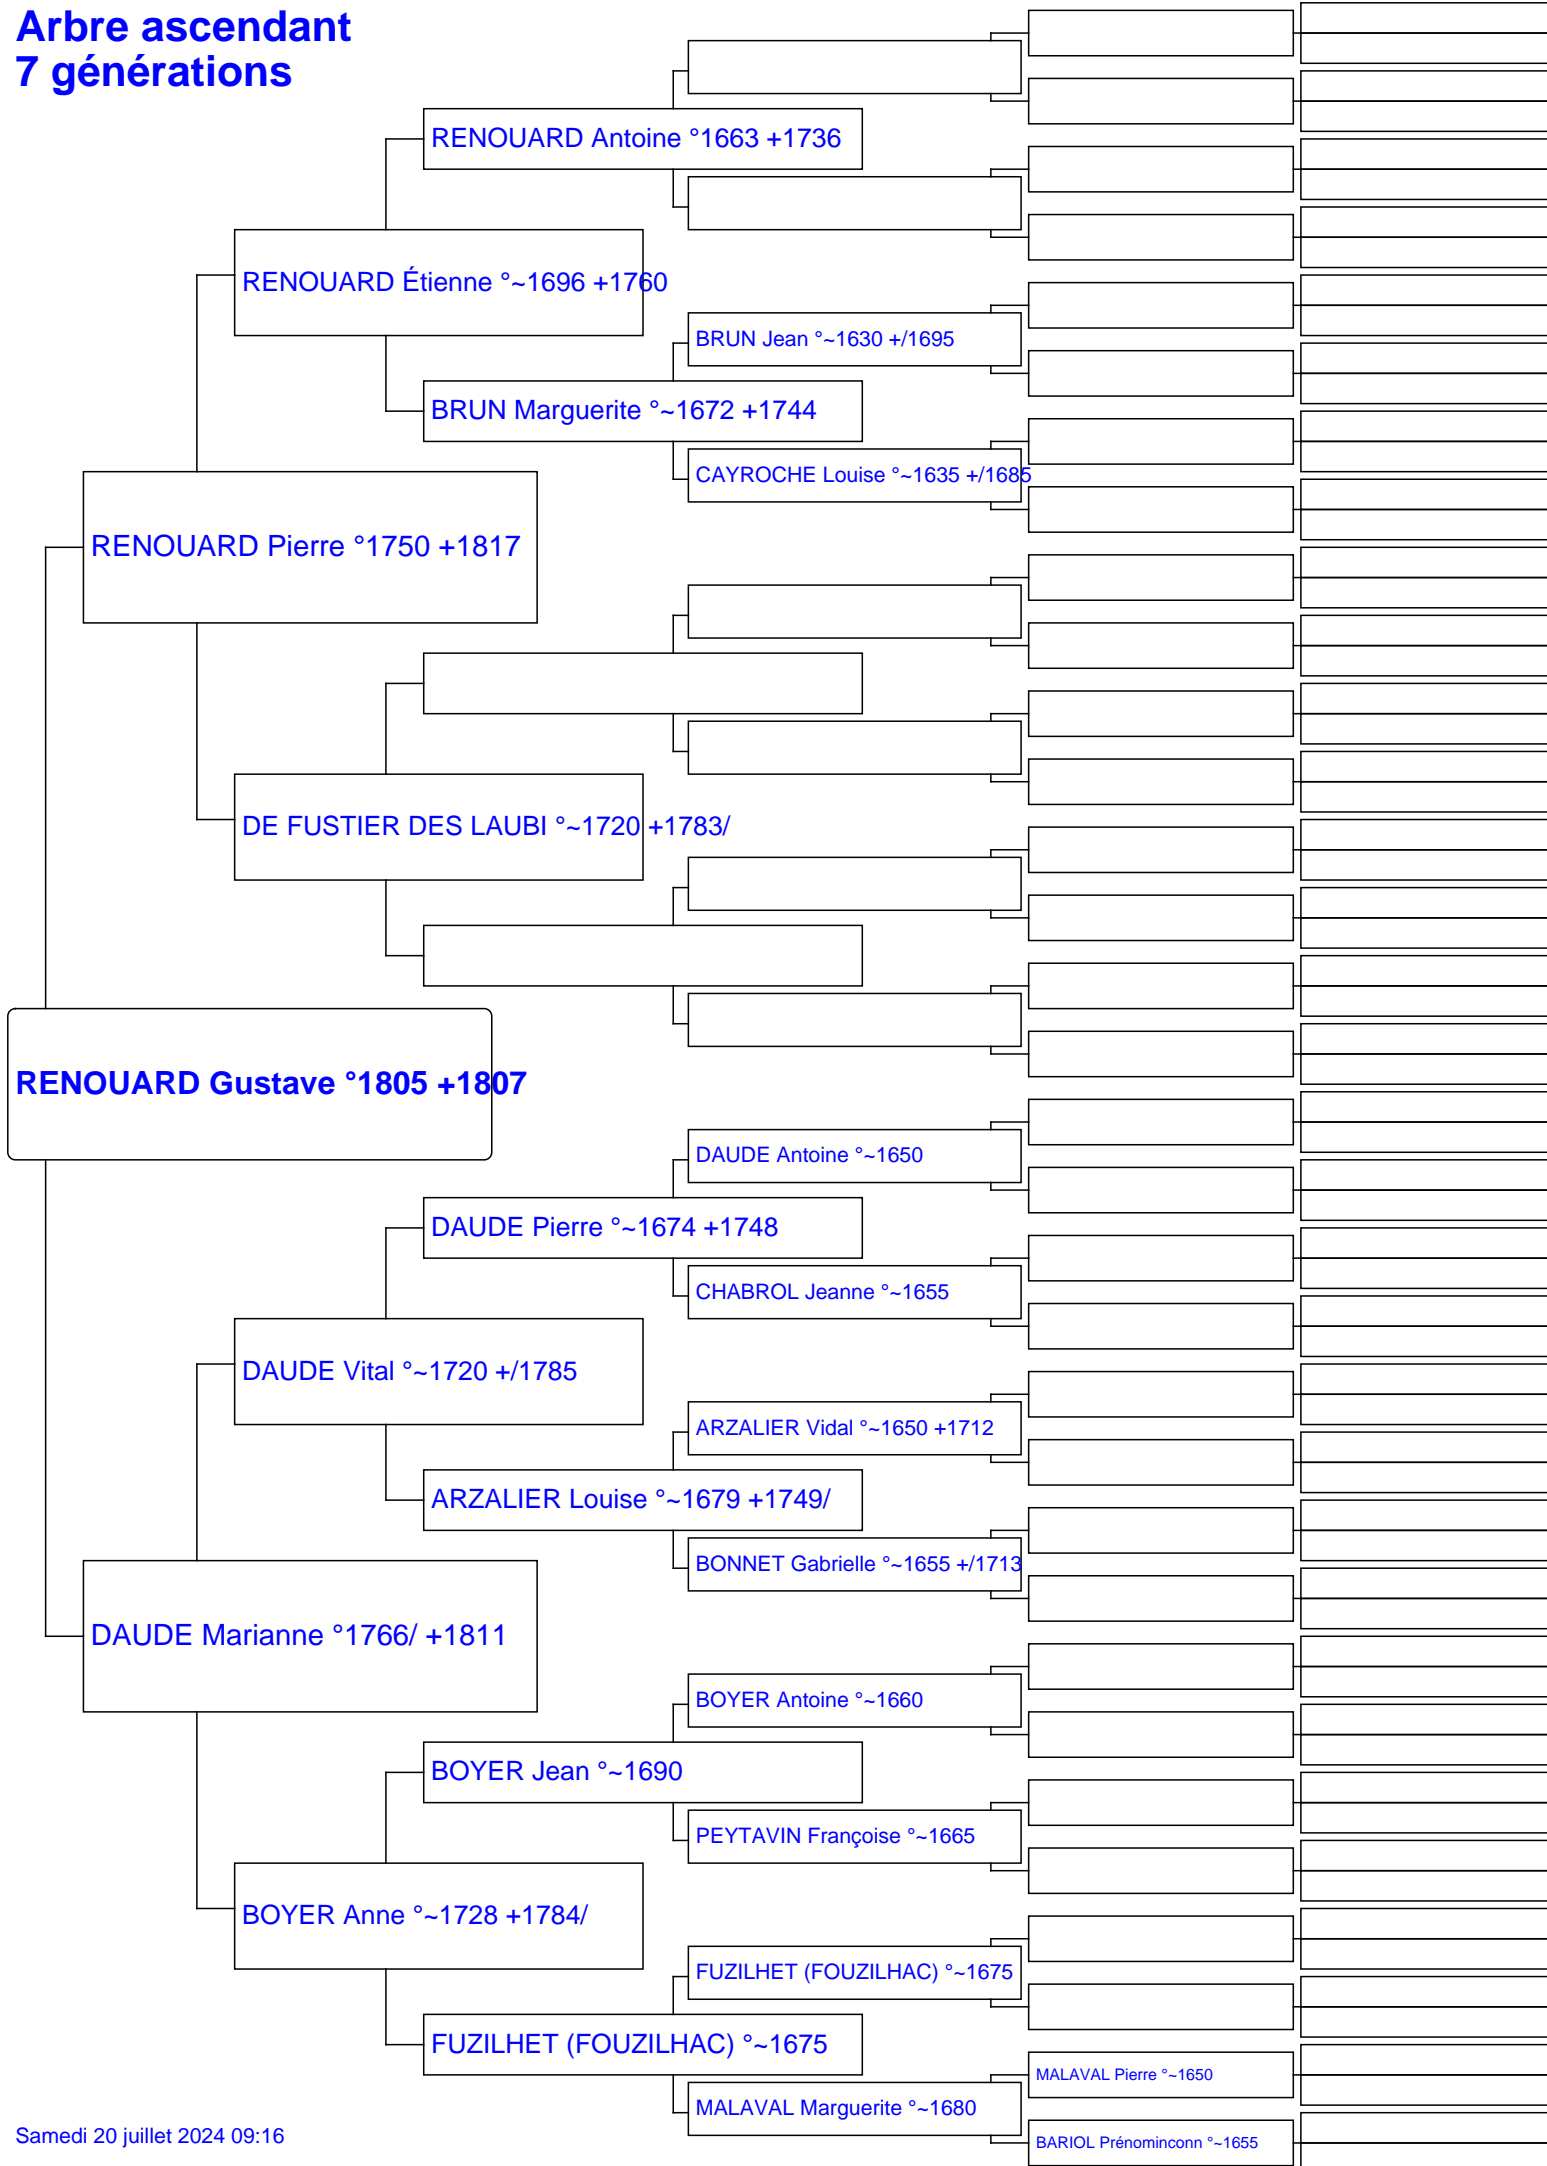 Arbre ascendant
7 générations
RENOUARD Antoine °1663 +1736
RENOUARD Étienne °~1696 +1760
BRUN Jean °~1630 +/1695
BRUN Marguerite °~1672 +1744
CAYROCHE Louise °~1635 +/1685
RENOUARD Pierre °1750 +1817
DE FUSTIER DES LAUBI °~1720 +1783/
RENOUARD Gustave °1805 +1807
DAUDE Antoine °~1650
DAUDE Pierre °~1674 +1748
CHABROL Jeanne °~1655
DAUDE Vital °~1720 +/1785
ARZALIER Vidal °~1650 +1712
ARZALIER Louise °~1679 +1749/
BONNET Gabrielle °~1655 +/1713
DAUDE Marianne °1766/ +1811
BOYER Antoine °~1660
BOYER Jean °~1690
PEYTAVIN Françoise °~1665
BOYER Anne °~1728 +1784/
FUZILHET (FOUZILHAC) °~1675
FUZILHET (FOUZILHAC) °~1675
MALAVAL Pierre °~1650
MALAVAL Marguerite °~1680
BARIOL Prénominconn °~1655
Samedi 20 juillet 2024 09:16